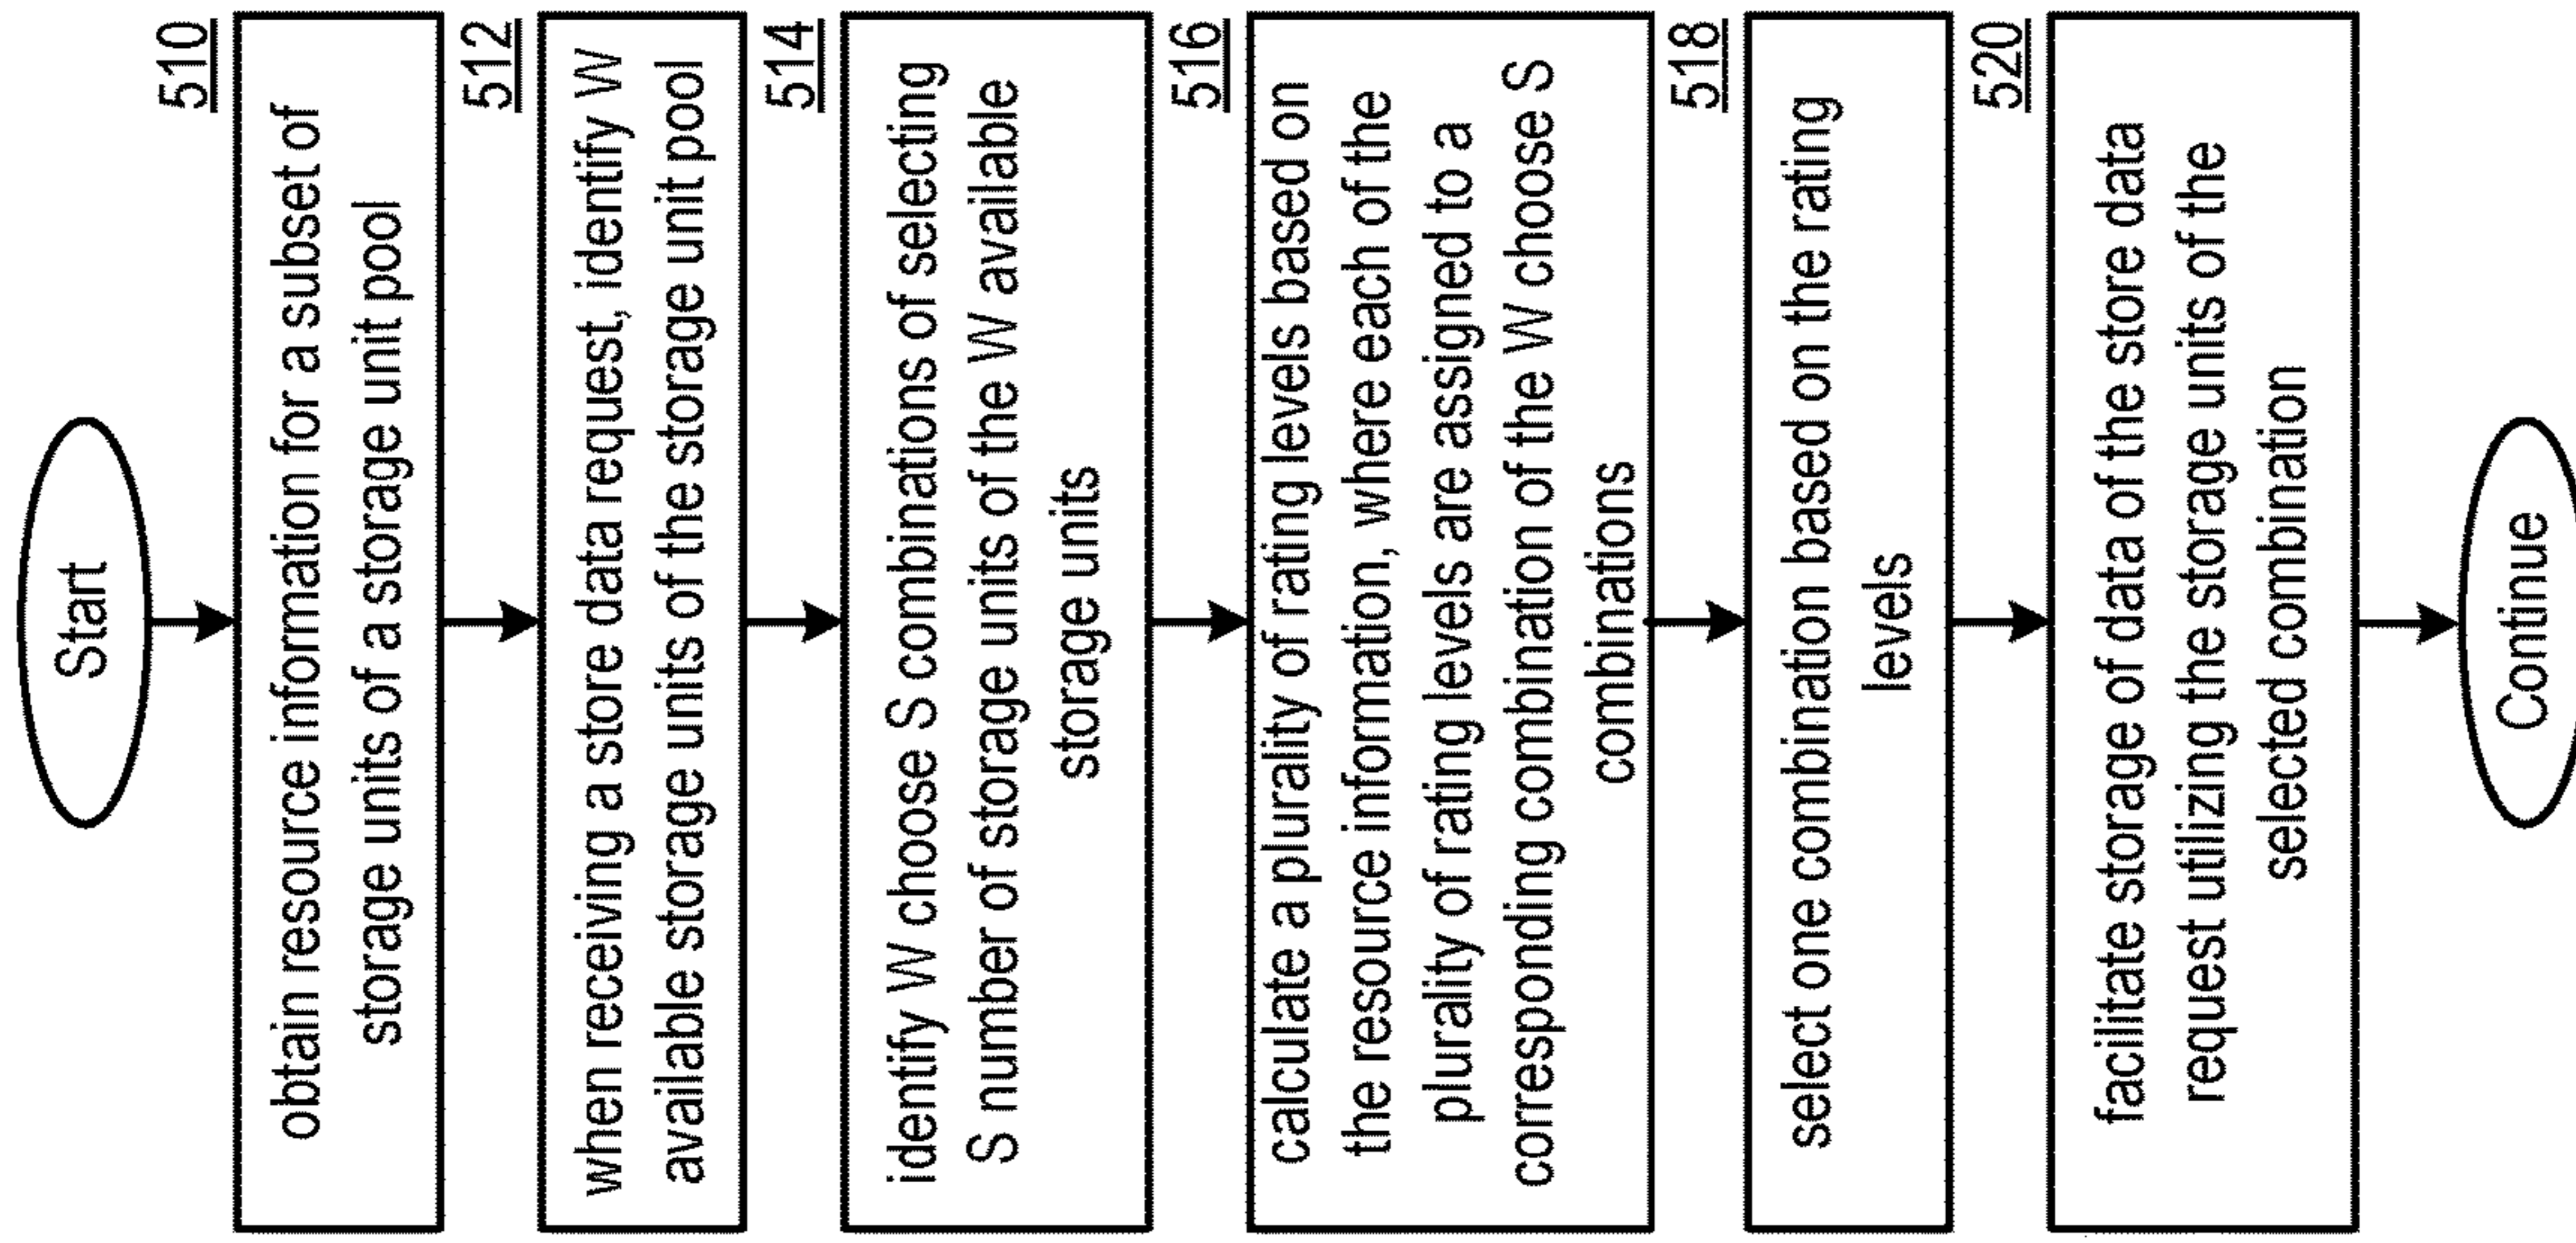 Start
510
obtain resource information for a subset of
storage units of a storage unit pool
512
when receiving a store data request, identify W
available storage units of the storage unit pool
514
identify W choose S combinations of selecting
S number of storage units of the W available
storage units
516
calculate a plurality of rating levels based on
the resource information, where each of the
plurality of rating levels are assigned to a
corresponding combination of the W choose S
combinations
518
select one combination based on the rating
levels
520
facilitate storage of data of the store data
request utilizing the storage units of the
selected combination
Continue